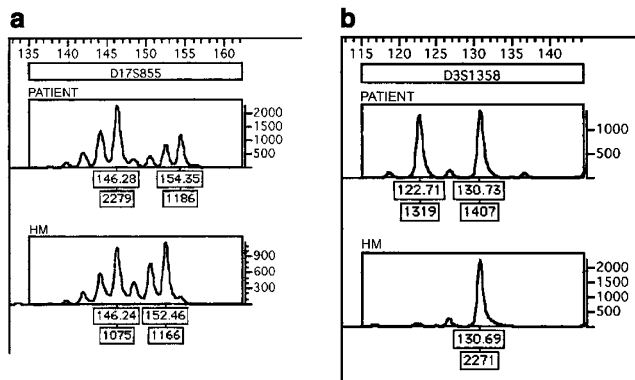 a
135 140 145 150 155 160
D17S855
PATIENT
2000
1500
1000
500
146.28 154.35
2279 1186
HM
900
600
300
146.24 152.46
1075 1166
b
115 120 125 130 135 140
D3S1358
PATIENT
1000
500
122.71 130.73
1319 1407
HM
2000
1500
1000
500
130.69
2271